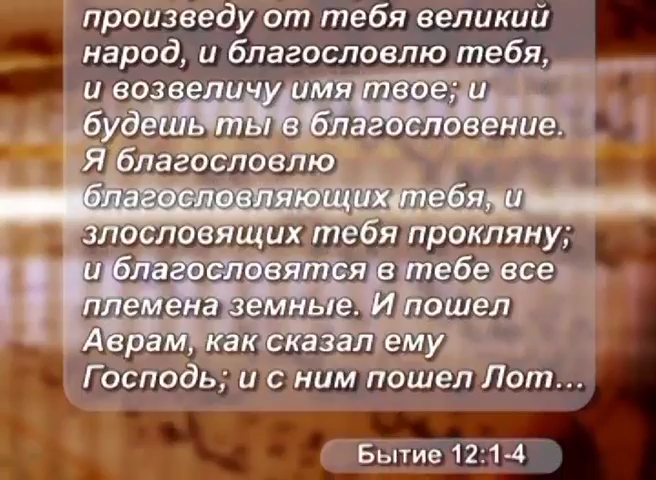 произведу от тебя великий
народ, и благословлю тебя,
и возвеличу имя твое; и
будешь ты в благословение.
Я благословлю
благословляющих тебя, и
злословящих тебя прокляну;
и благословятся в тебе все
племена земные. И пошел
Аврам, как сказал ему
Господь; и с ним пошел Лот...
Бытие 12:1-4